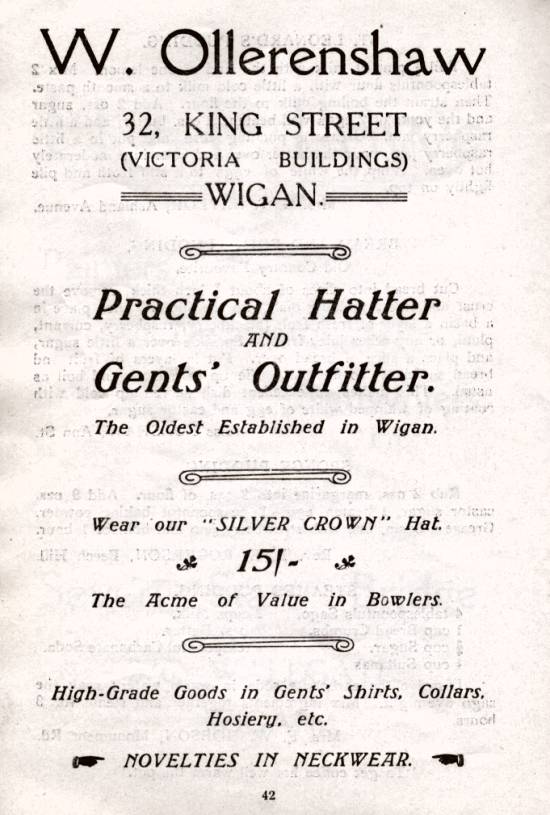 W. Ollerenshaw
32, KING STREET
(VICTORIA BUILDINGS)
WIGAN.
Practical Hatter
AND
Gents' Outfitter.
The Oldest Established in Wigan.
Wear our "SILVER CROWN" Hat.
15/-
The Acme of Value in Bowlers.
High-Grade Goods in Gents' Shirts, Collars,
Hosiery, etc.
NOVELTIES IN NECKWEAR.
42